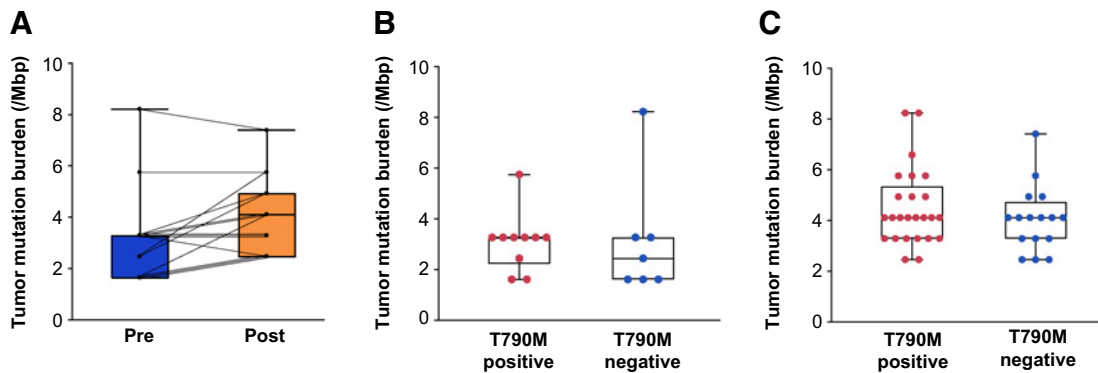 A
Tumor mutation burden (/Mbp)
10
8
6
4
2
0
Pre
Post
B
Tumor mutation burden (/Mbp)
10
8
6
4
2
0
T790M
positive
T790M
negative
C
Tumor mutation burden (/Mbp)
10
8
6
4
2
0
T790M
positive
T790M
negative